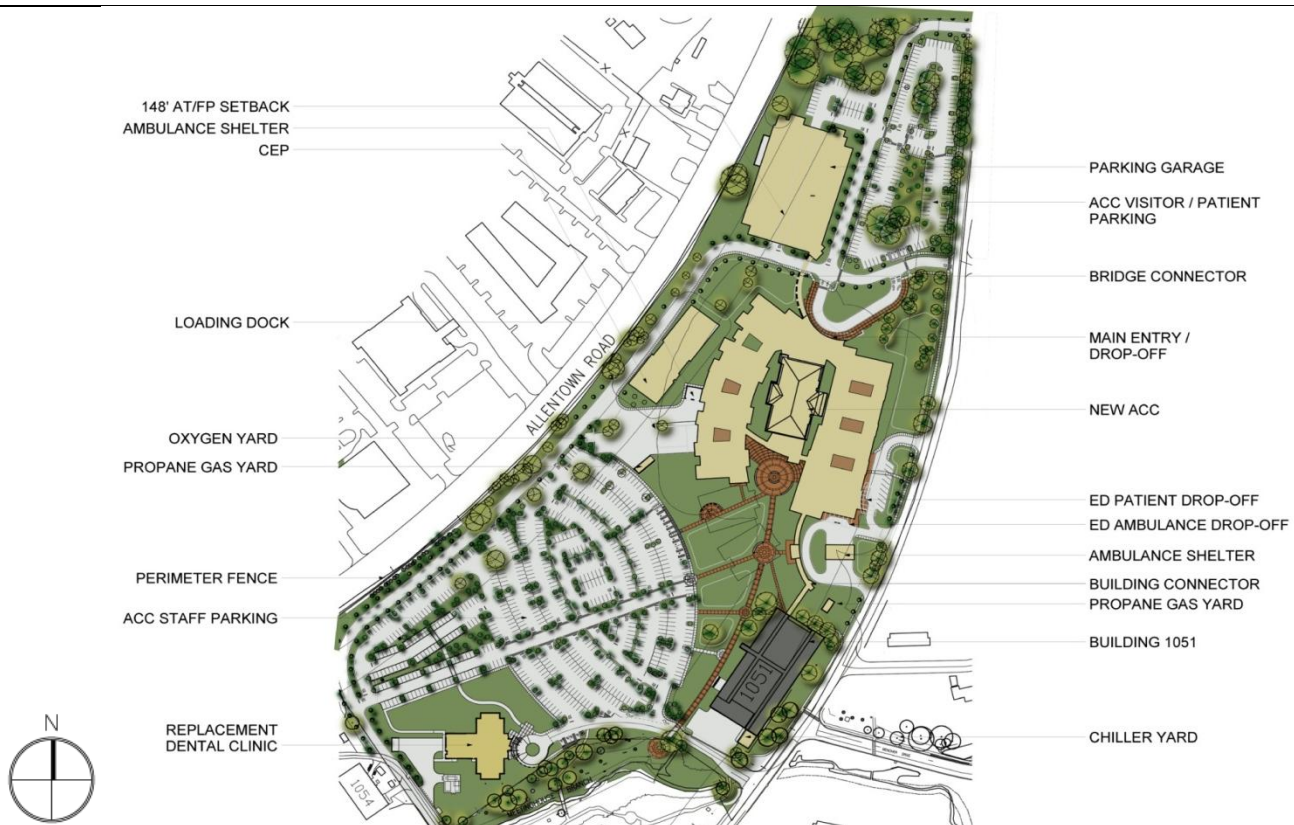 148' AT/FP SETBACK
AMBULANCE SHELTER
CEP
LOADING DOCK
OXYGEN YARD
PROPANE GAS YARD
PERIMETER FENCE
ACC STAFF PARKING
REPLACEMENT
DENTAL CLINIC
N
ALLENTOWN ROAD
1051
1054
PARKING GARAGE
ACC VISITOR / PATIENT
PARKING
BRIDGE CONNECTOR
MAIN ENTRY /
DROP-OFF
NEW ACC
ED PATIENT DROP-OFF
ED AMBULANCE DROP-OFF
AMBULANCE SHELTER
BUILDING CONNECTOR
PROPANE GAS YARD
BUILDING 1051
CHILLER YARD